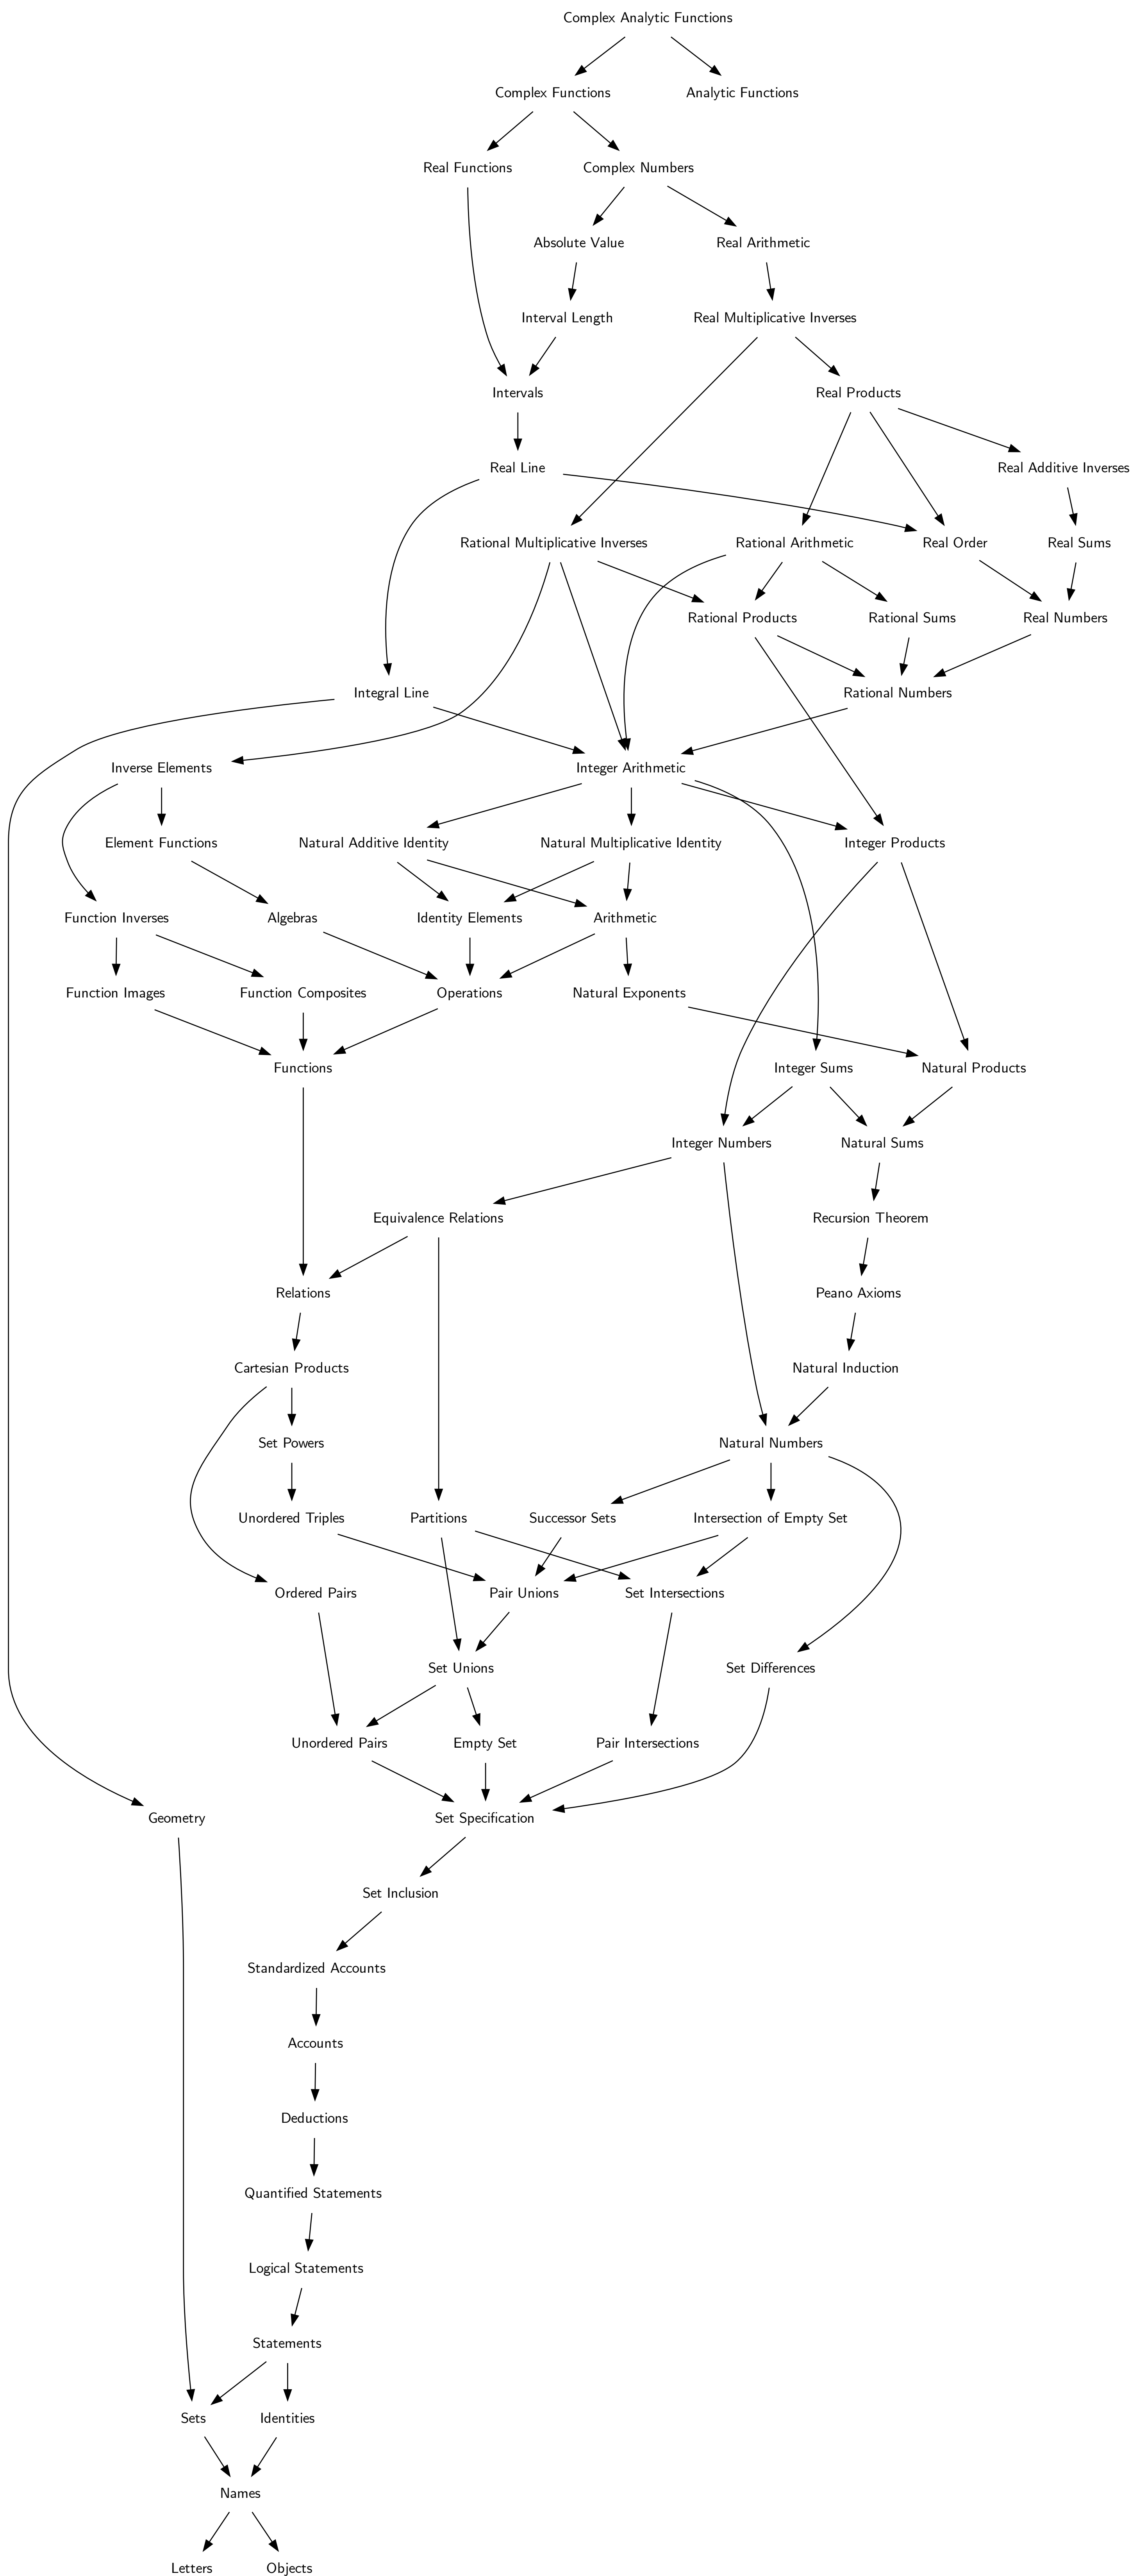 Complex Analytic Functions
Complex Functions
Analytic Functions
Real Functions
Complex Numbers
Absolute Value
Real Arithmetic
Interval Length
Real Multiplicative Inverses
Intervals
Real Products
Real Line
Real Additive Inverses
Rational Multiplicative Inverses
Rational Arithmetic
Real Order
Real Sums
Rational Products
Rational Sums
Real Numbers
Integral Line
Rational Numbers
Inverse Elements
Integer Arithmetic
Element Functions
Natural Additive Identity
Natural Multiplicative Identity
Integer Products
Function Inverses
Algebras
Identity Elements
Arithmetic
Function Images
Function Composites
Operations
Natural Exponents
Functions
Integer Sums
Natural Products
Integer Numbers
Natural Sums
Equivalence Relations
Recursion Theorem
Relations
Peano Axioms
Cartesian Products
Natural Induction
Set Powers
Natural Numbers
Unordered Triples
Partitions
Successor Sets
Intersection of Empty Set
Ordered Pairs
Pair Unions
Set Intersections
Set Unions
Set Differences
Unordered Pairs
Empty Set
Pair Intersections
Geometry
Set Specification
Set Inclusion
Standardized Accounts
Accounts
Deductions
Quantified Statements
Logical Statements
Statements
Sets
Identities
Names
Letters
Objects